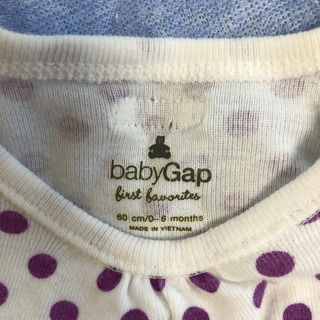 babyGap
first favorites
60 cm/0-6 months
MADE IN VIETNAM